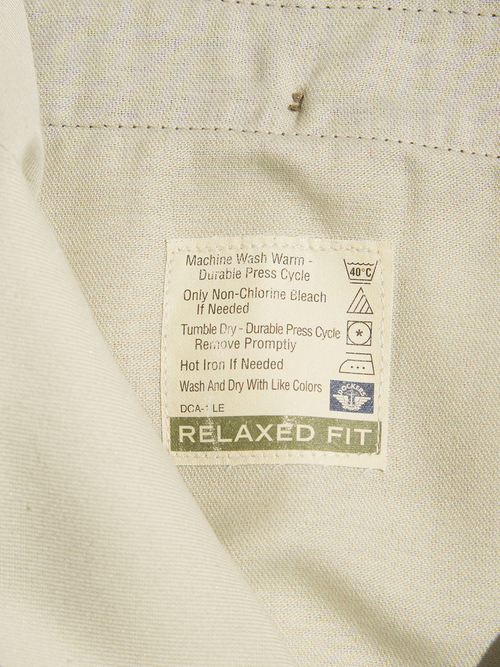 Machine Wash Warm -
Durable Press Cycle
40°C
Only Non-Chlorine Bleach
If Needed
Tumble Dry - Durable Press Cycle
Remove Promptly
Hot Iron If Needed
Wash And Dry With Like Colors
DOCKERS
DCA-1 LE
RELAXED FIT